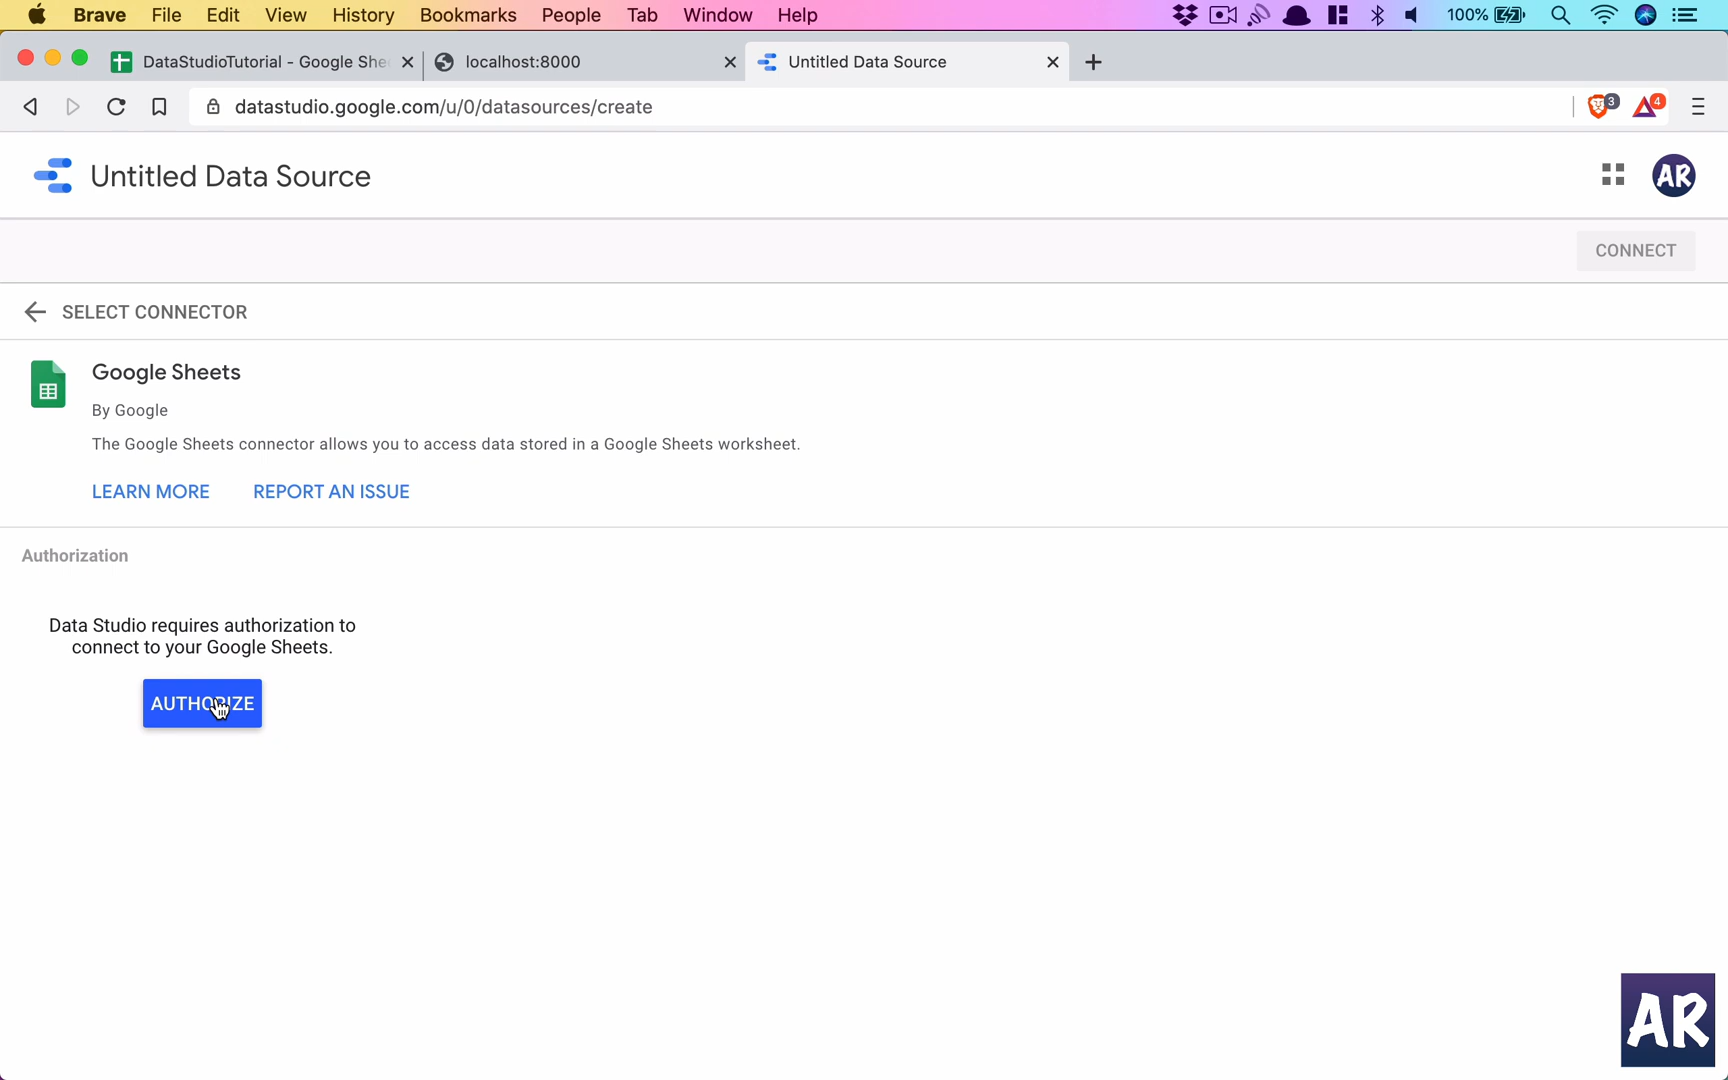 Brave File Edit View History Bookmarks People Tab Window Help 100%
DataStudioTutorial - Google She localhost:8000 Untitled Data Source
datastudio.google.com/u/0/datasources/create 3 4
Untitled Data Source AR
CONNECT
SELECT CONNECTOR
Google Sheets
By Google
The Google Sheets connector allows you to access data stored in a Google Sheets worksheet.
LEARN MORE REPORT AN ISSUE
Authorization
Data Studio requires authorization to
connect to your Google Sheets.
AUTHORIZE
AR